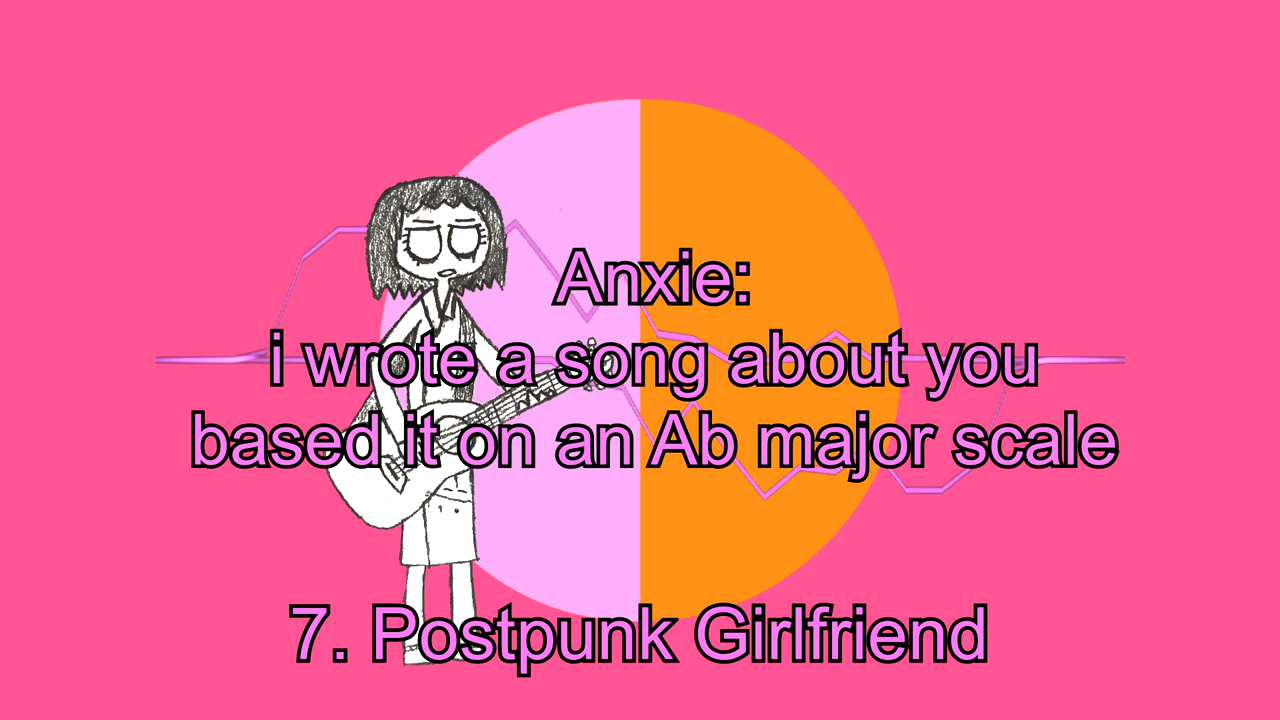 Anxie:
i wrote a song about you
based it on an Ab major scale
7. Postpunk Girlfriend